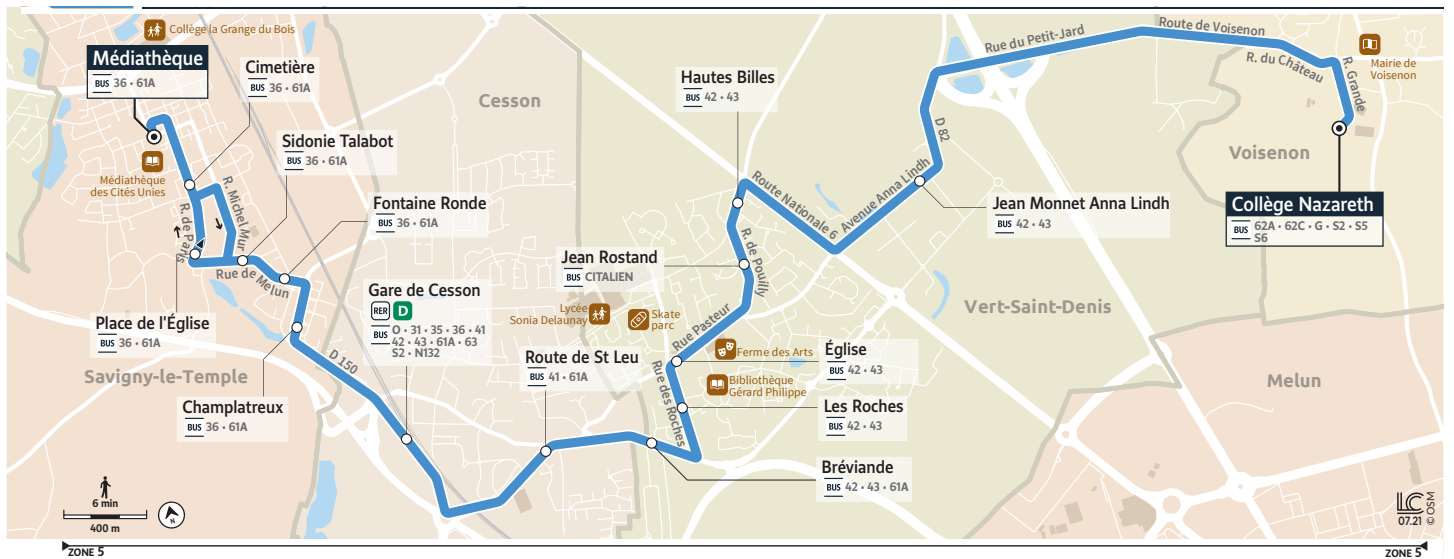 Collège la Grange du Bois
Médiathèque
BUS 36 • 61A
Cimetière
BUS 36 • 61A
Sidonie Talabot
BUS 36 • 61A
Médiathèque
des Cités Unies
R. de Paris
R. Michel Mur
Rue de Melun
Fontaine Ronde
BUS 36 • 61A
Place de l'Église
BUS 36 • 61A
Savigny-le-Temple
Champlatreux
BUS 36 • 61A
D 150
Gare de Cesson
RER D
BUS O • 31 • 35 • 36 • 41
42 • 43 • 61A • 63
S2 • N132
Cesson
Route de St Leu
BUS 41 • 61A
Hautes Billes
BUS 42 • 43
Jean Rostand
BUS CITALIEN
Lycée
Sonia Delaunay
Skate
parc
R. de Pouilly
Rue Pasteur
Ferme des Arts
Bibliothèque
Gérard Philippe
Rue des Roches
Église
BUS 42 • 43
Les Roches
BUS 42 • 43
Bréviande
BUS 42 • 43 • 61A
Route Nationale 6
Avenue Anna Lindh
D 82
Jean Monnet Anna Lindh
BUS 42 • 43
Vert-Saint-Denis
Rue du Petit-Jard
Route de Voisenon
R. du Château
R. Grande
Mairie de
Voisenon
Voisenon
Collège Nazareth
BUS 62A • 62C • G • S2 • S5
S6
Melun
6 min
400 m
N
LC
07.21
© OSM
ZONE 5
ZONE 5